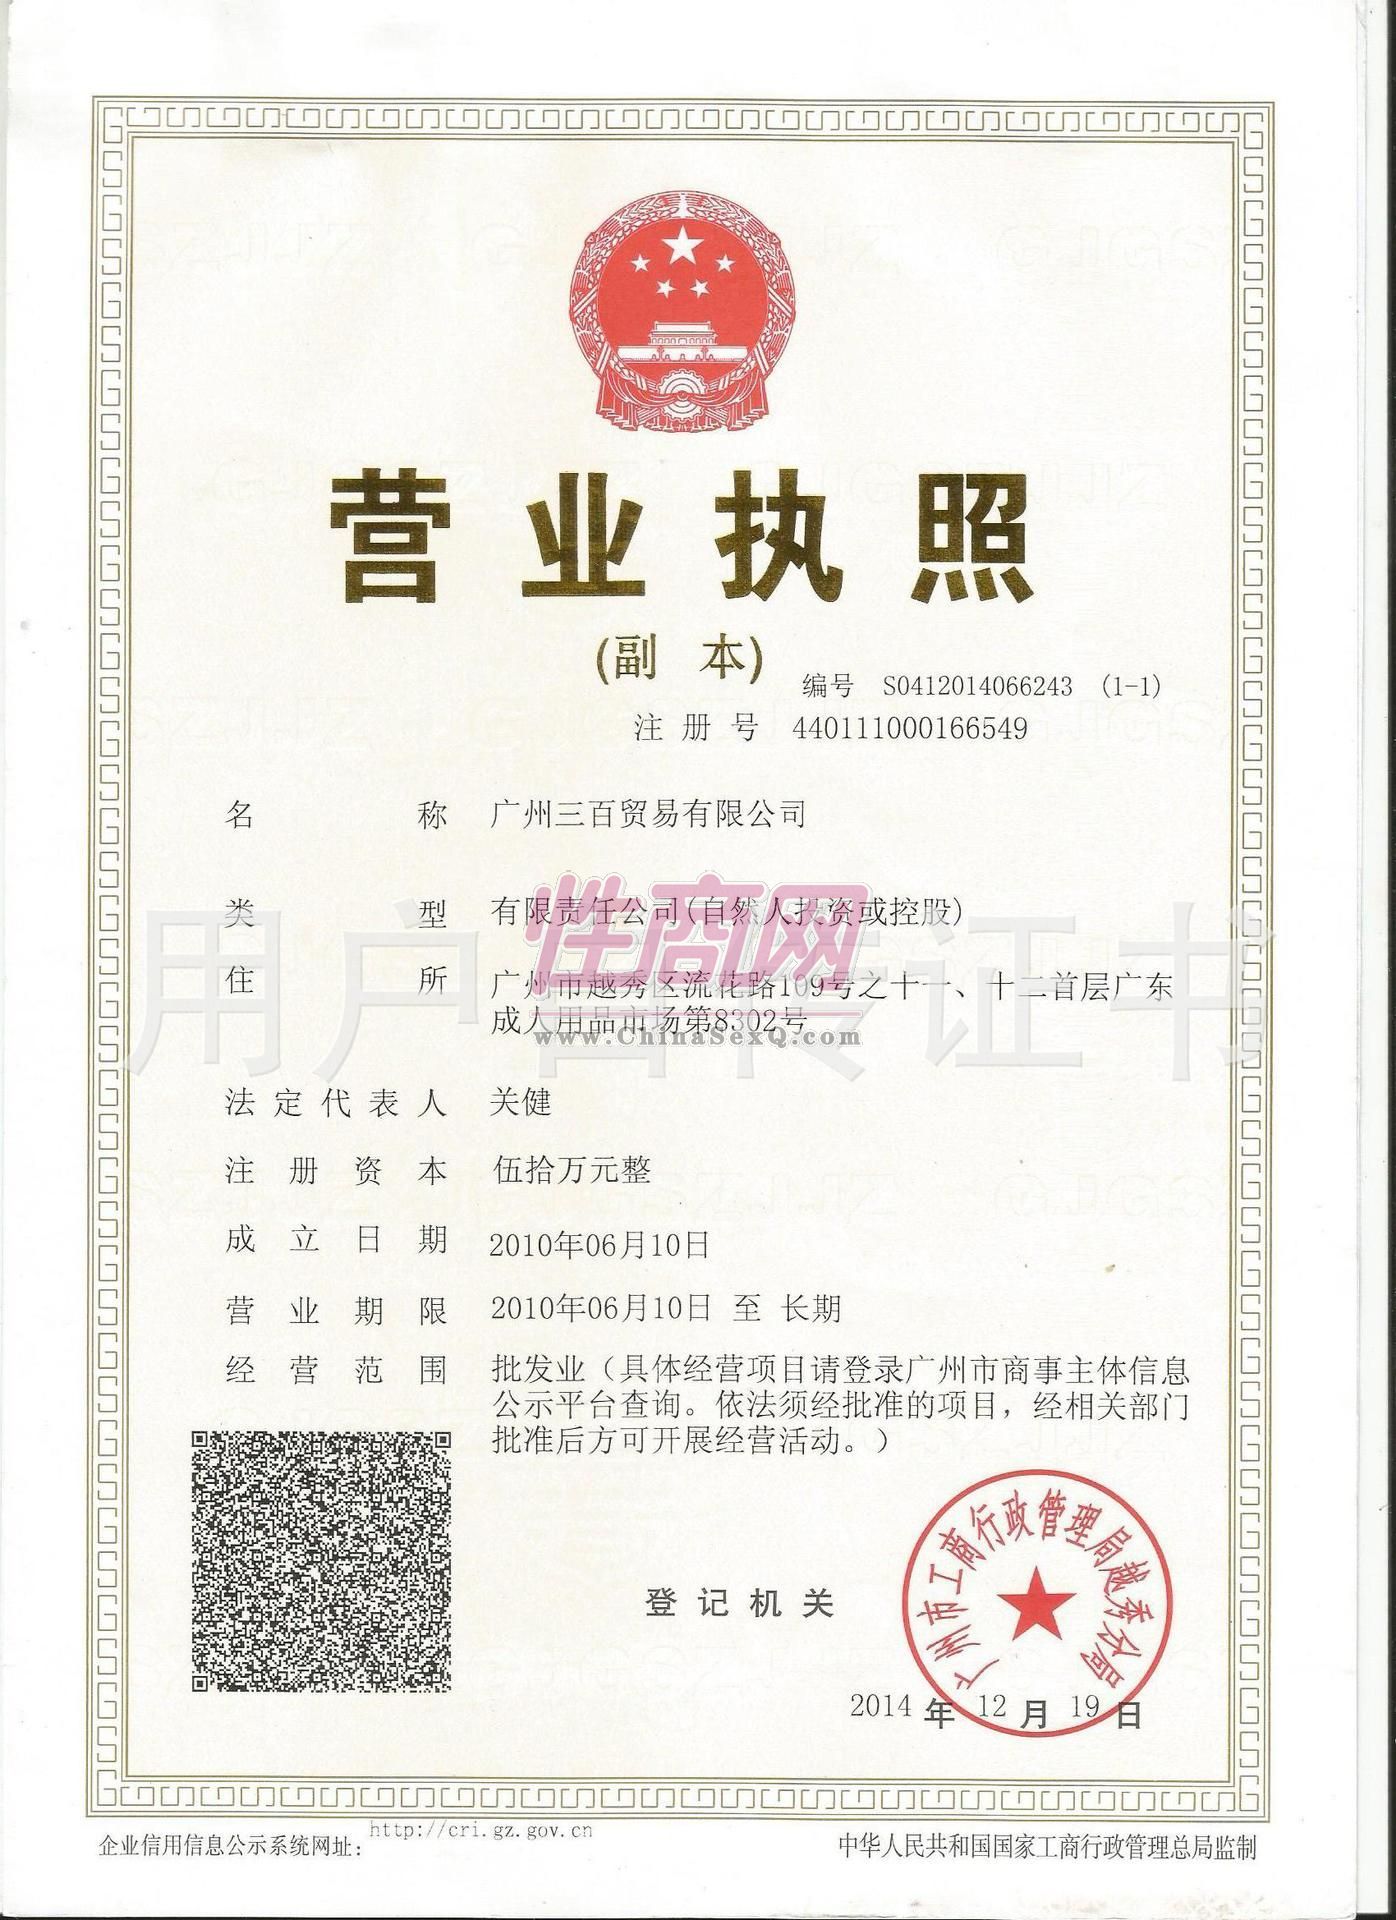 营业执照
(副 本)
编号 S0412014066243 (1-1)
注册号 440111000166549
名称 广州三百贸易有限公司
类型 有限责任公司(自然人投资或控股)
住所 广州市越秀区流花路109号之十一、十二首层广东
成人用品市场第8302号
性商网
www.ChinaSexQ.com
用户上传证书
法定代表人 关健
注册资本 伍拾万元整
成立日期 2010年06月10日
营业期限 2010年06月10日 至 长期
经营范围 批发业（具体经营项目请登录广州市商事主体信息
公示平台查询。依法须经批准的项目，经相关部门
批准后方可开展经营活动。）
登记机关
广州市工商行政管理局越秀分局
2014 年 12 月 19 日
企业信用信息公示系统网址： http://cri.gz.gov.cn
中华人民共和国国家工商行政管理总局监制